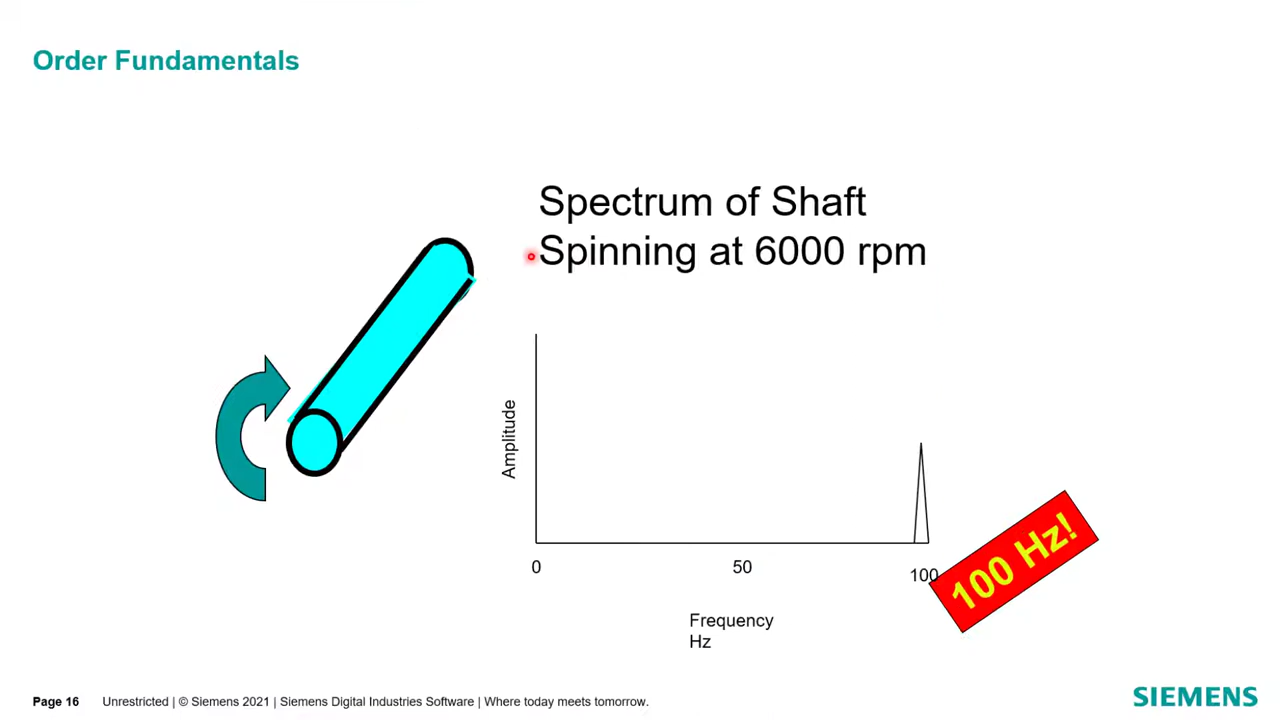 Order Fundamentals
Spectrum of Shaft
Spinning at 6000 rpm
Amplitude
0
50
100
100 Hz!
Frequency
Hz
Page 16
Unrestricted | © Siemens 2021 | Siemens Digital Industries Software | Where today meets tomorrow.
SIEMENS